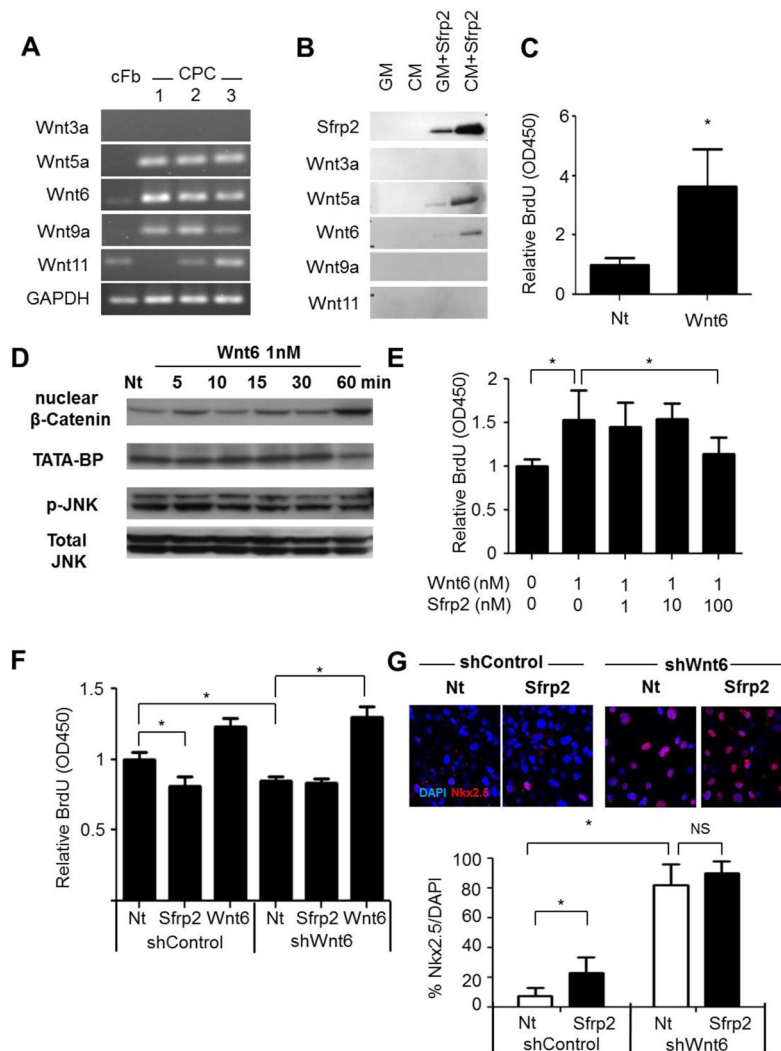 A
cFb CPC
1 2 3
Wnt3a
Wnt5a
Wnt6
Wnt9a
Wnt11
GAPDH
B
GM
CM
GM+Sfrp2
CM+Sfrp2
Sfrp2
Wnt3a
Wnt5a
Wnt6
Wnt9a
Wnt11
C
Relative BrdU (OD450)
6
4
2
0
*
Nt Wnt6
D
Wnt6 1nM
Nt 5 10 15 30 60 min
nuclear
β-Catenin
TATA-BP
p-JNK
Total
JNK
E
Relative BrdU (OD450)
2
1.5
1
0.5
* *
Wnt6 (nM) 0 1 1 1 1
Sfrp2 (nM) 0 0 1 10 100
F
Relative BrdU (OD450)
1.5
1
0.5
* * *
Nt Sfrp2 Wnt6 Nt Sfrp2 Wnt6
shControl shWnt6
G
shControl shWnt6
Nt Sfrp2 Nt Sfrp2
DAPI Nkx2.5
% Nkx2.5/DAPI
100
80
60
40
20
0
* * NS
Nt Sfrp2 Nt Sfrp2
shControl shWnt6